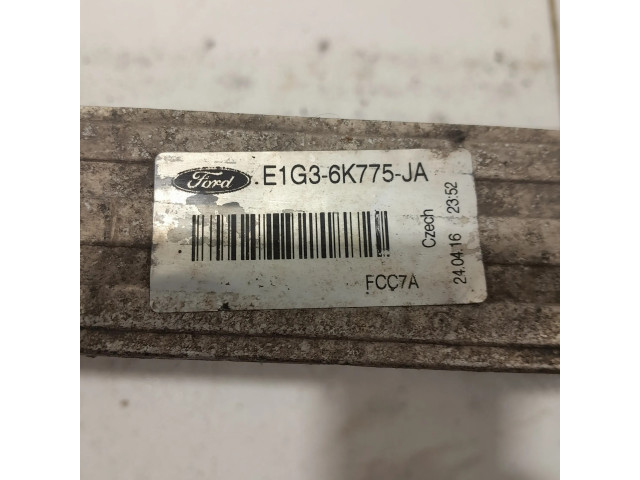 Ford
.E1G3-6K775-JA
FCC7A
Czech
24.04.16 23:52